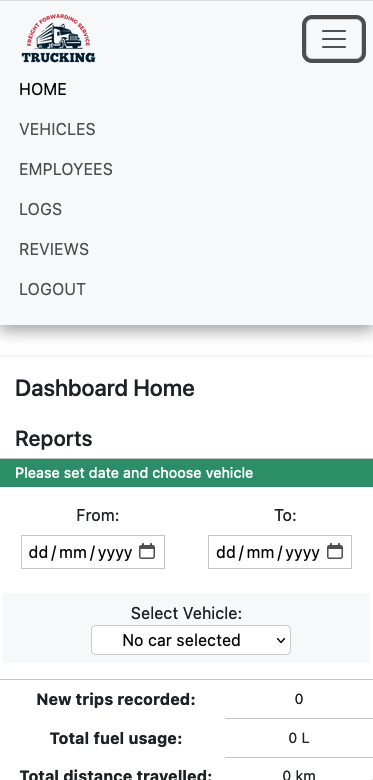 FREIGHT FORWARDING SERVICE
TRUCKING
HOME
VEHICLES
EMPLOYEES
LOGS
REVIEWS
LOGOUT
Dashboard Home
Reports
Please set date and choose vehicle
From: To:
dd/mm/yyyy dd/mm/yyyy
Select Vehicle:
No car selected
New trips recorded: 0
Total fuel usage: 0 L
Total distance travelled: 0 km